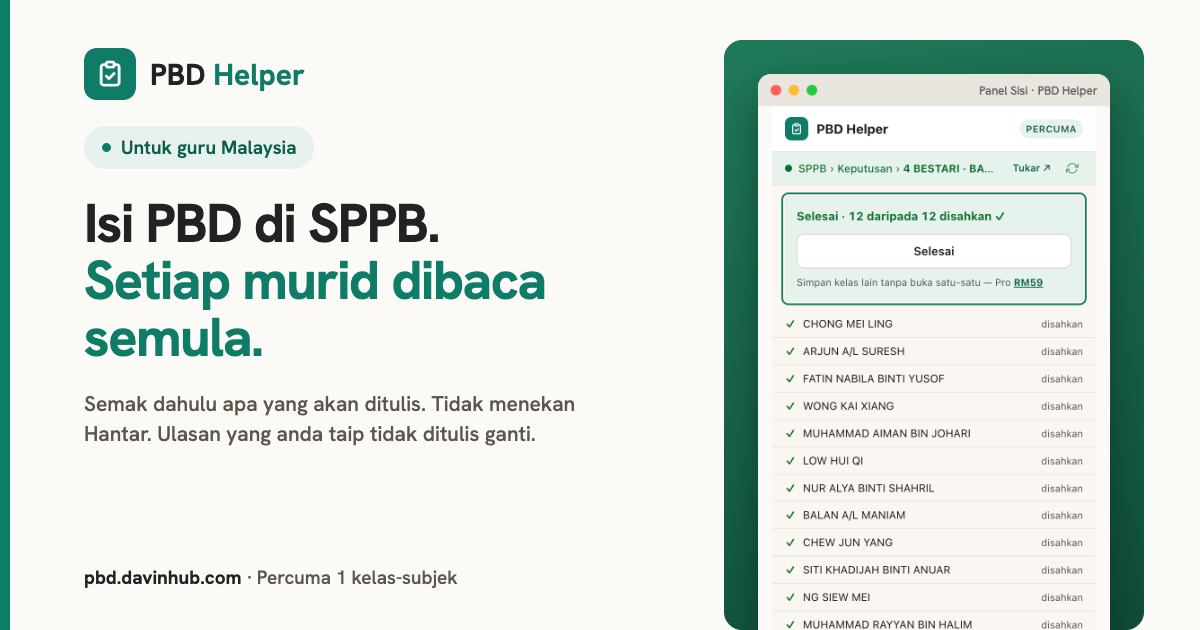 PBD Helper
Untuk guru Malaysia
Isi PBD di SPPB.
Setiap murid dibaca
semula.
Semak dahulu apa yang akan ditulis. Tidak menekan
Hantar. Ulasan yang anda taip tidak ditulis ganti.
pbd.davinhub.com · Percuma 1 kelas-subjek
Panel Sisi · PBD Helper
PBD Helper PERCUMA
SPPB › Keputusan › 4 BESTARI · BA... Tukar ↗
Selesai · 12 daripada 12 disahkan ✓
Selesai
Simpan kelas lain tanpa buka satu-satu — Pro RM59
✓ CHONG MEI LING disahkan
✓ ARJUN A/L SURESH disahkan
✓ FATIN NABILA BINTI YUSOF disahkan
✓ WONG KAI XIANG disahkan
✓ MUHAMMAD AIMAN BIN JOHARI disahkan
✓ LOW HUI QI disahkan
✓ NUR ALYA BINTI SHAHRIL disahkan
✓ BALAN A/L MANIAM disahkan
✓ CHEW JUN YANG disahkan
✓ SITI KHADIJAH BINTI ANUAR disahkan
✓ NG SIEW MEI disahkan
✓ MUHAMMAD RAYYAN BIN HALIM disahkan